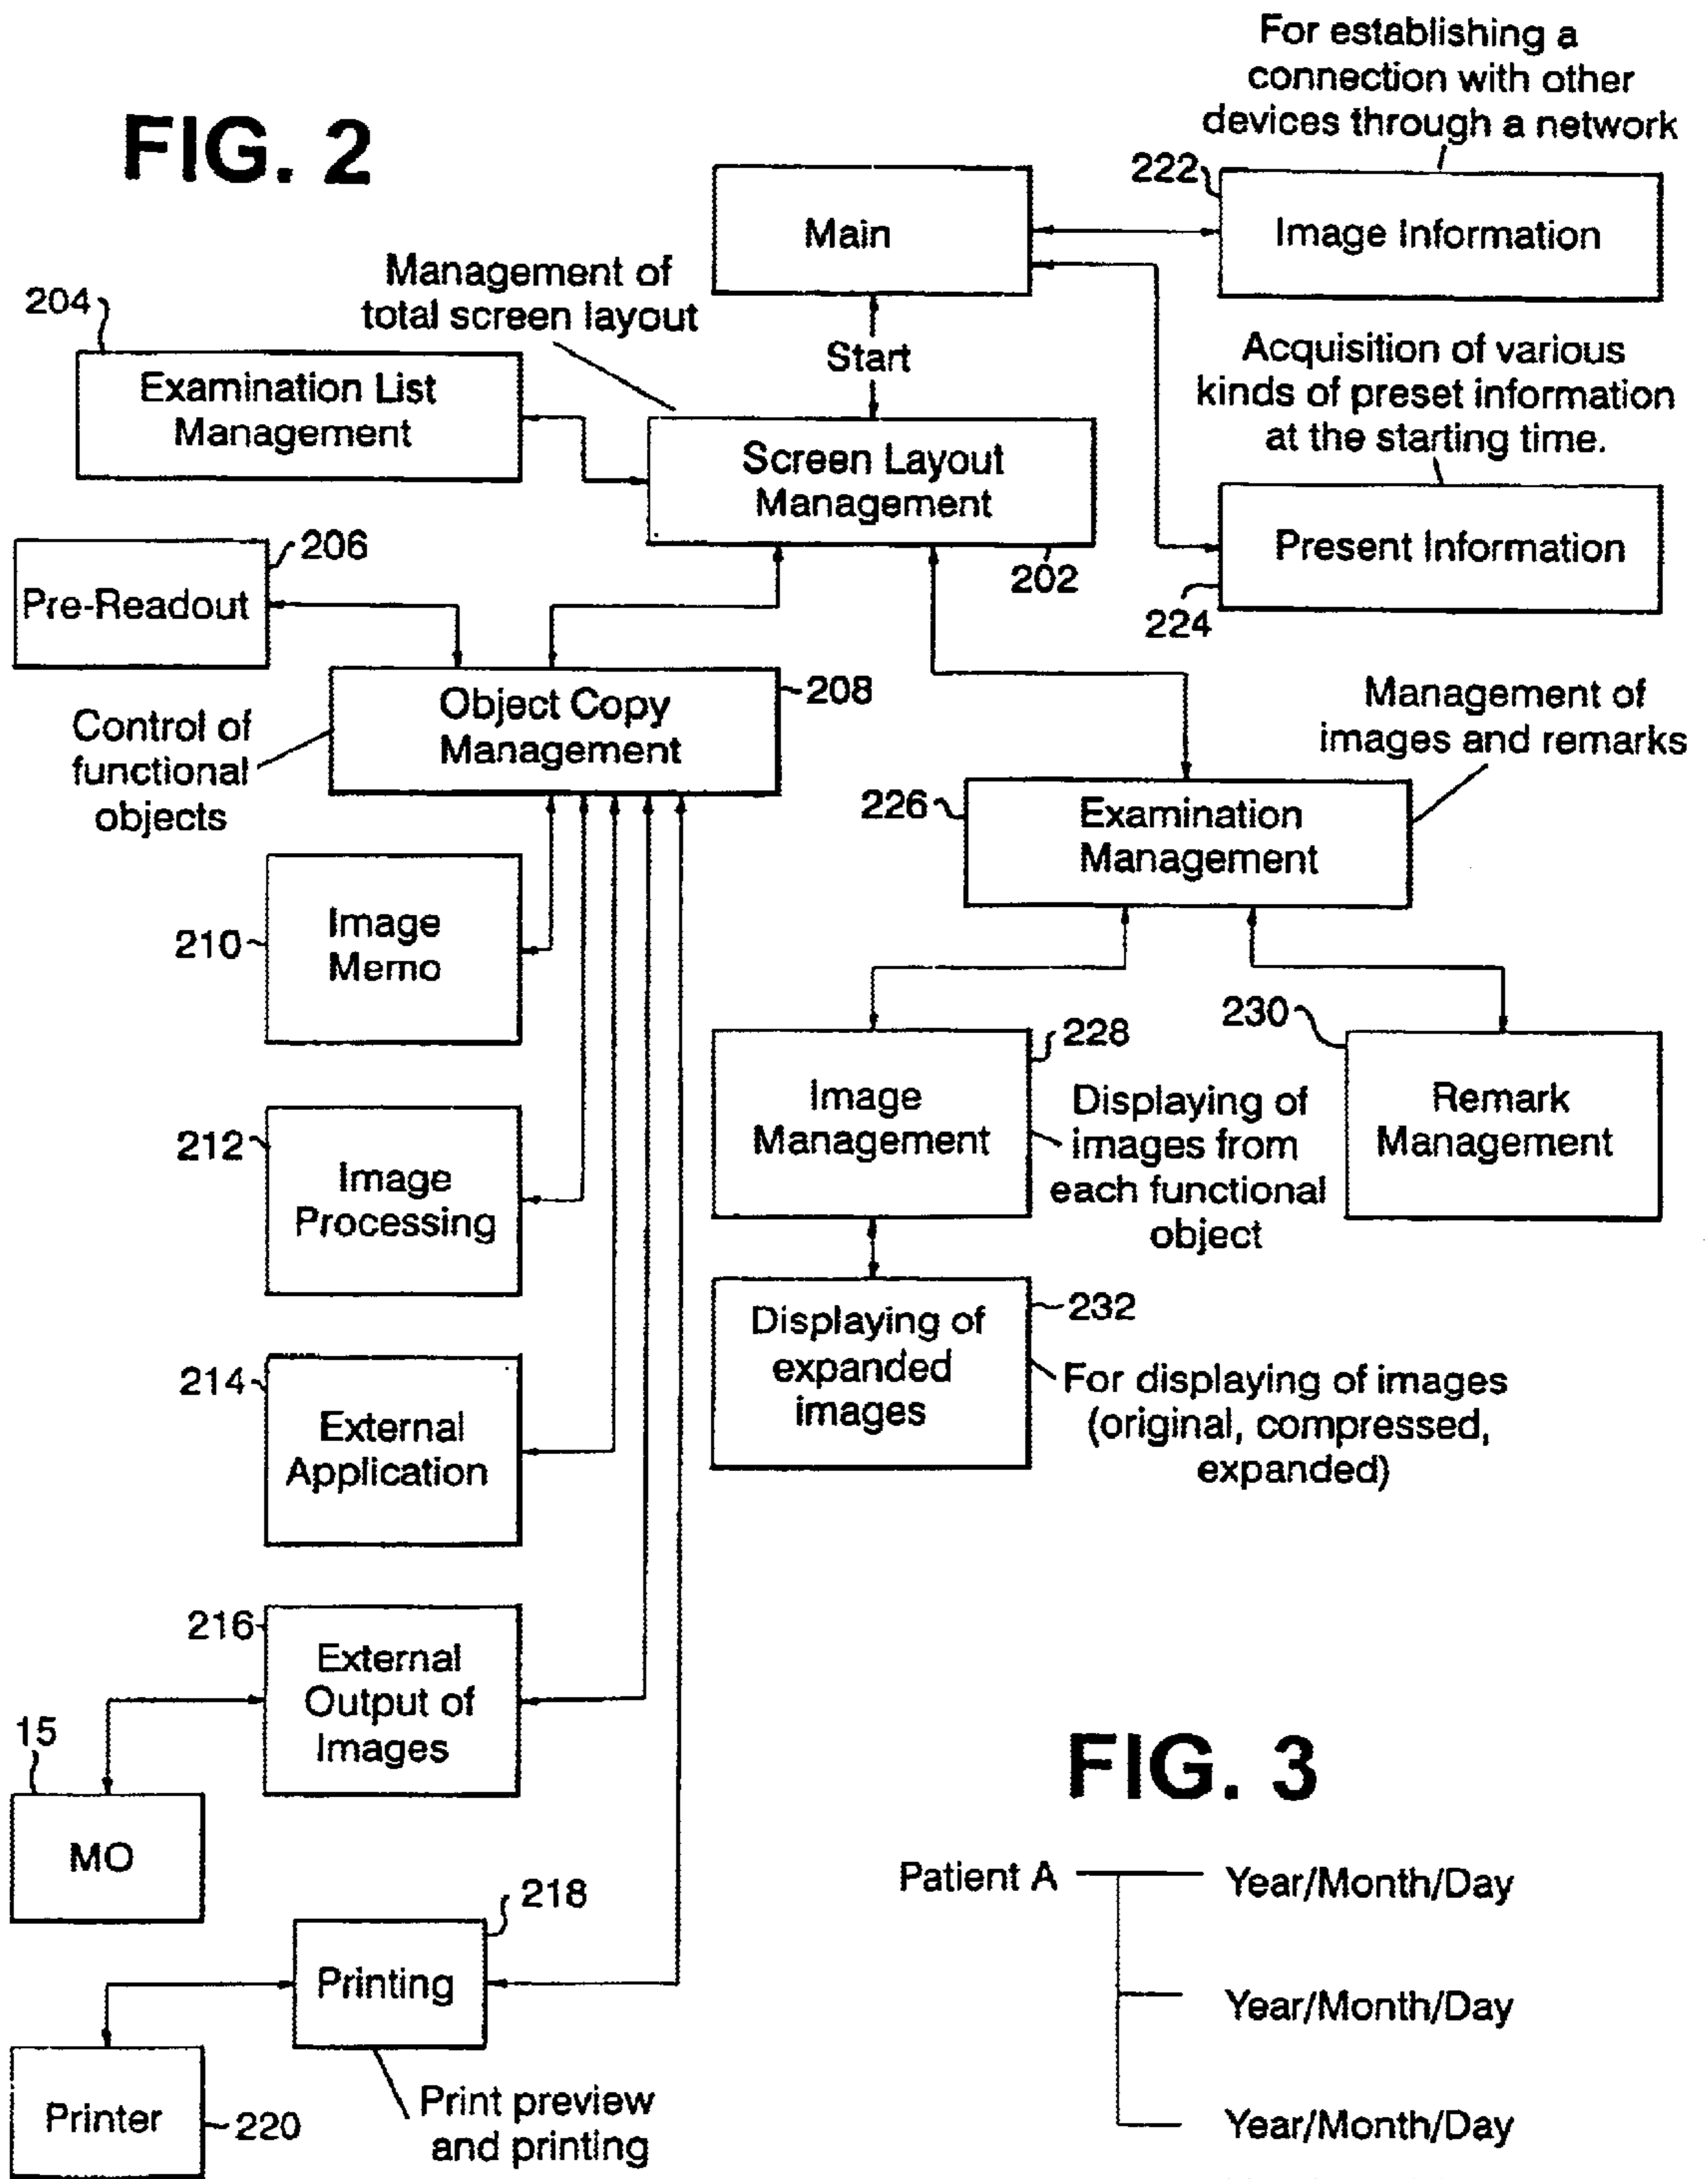 FIG. 2
For establishing a
connection with other
devices through a network
222
Main
Image Information
Management of
total screen layout
204
Start
Examination List
Management
Acquisition of various
kinds of preset information
at the starting time.
Screen Layout
Management
202
206
Pre-Readout
Present Information
224
Object Copy
Management
208
Control of
functional
objects
Management of
images and remarks
226
Examination
Management
210
Image
Memo
228
230
Image
Management
Displaying of
images from
each functional
object
Remark
Management
212
Image
Processing
232
Displaying of
expanded
images
For displaying of images
(original, compressed,
expanded)
214
External
Application
216
External
Output of
Images
15
MO
218
Printing
Printer
220
Print preview
and printing
FIG. 3
Patient A
Year/Month/Day
Year/Month/Day
Year/Month/Day